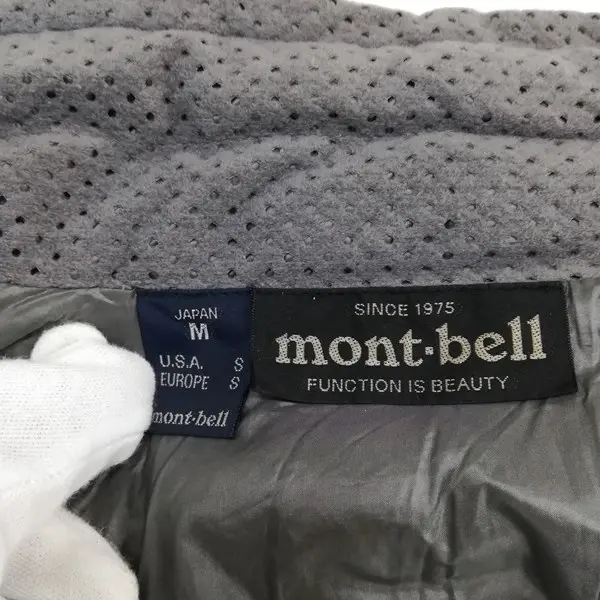 JAPAN
M
U.S.A. S
EUROPE S
mont-bell
SINCE 1975
mont-bell
FUNCTION IS BEAUTY